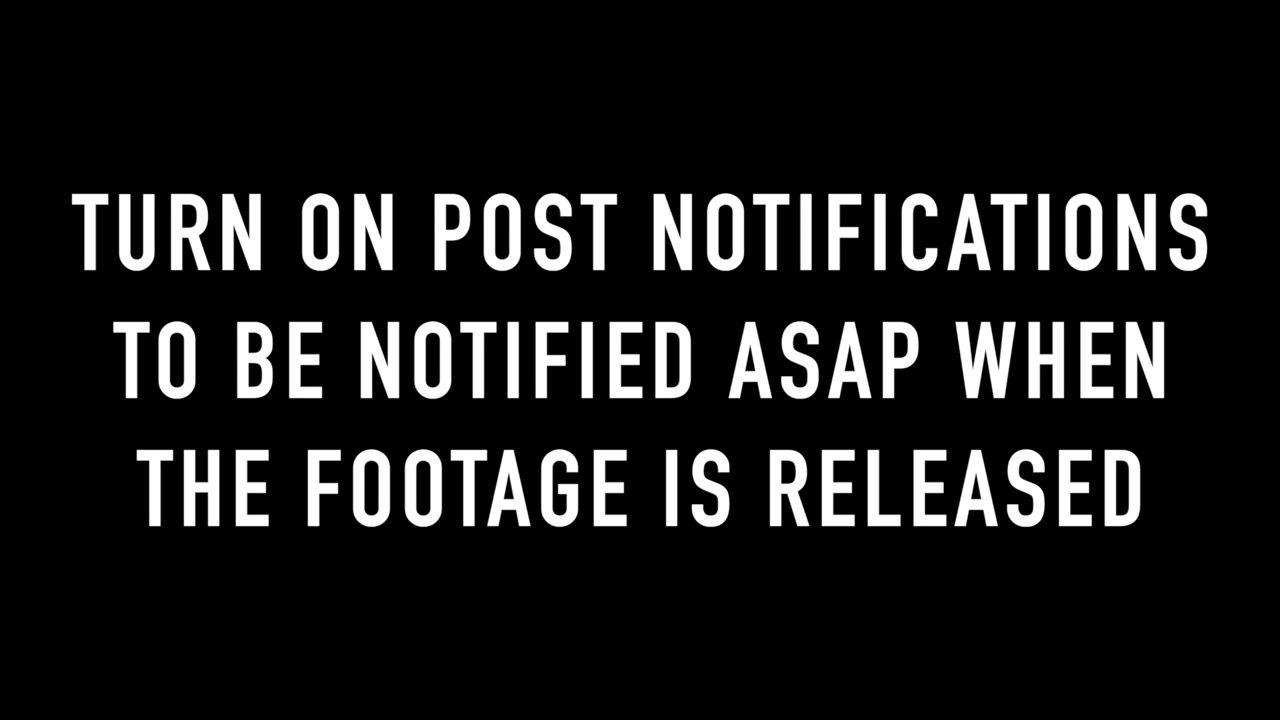 TURN ON POST NOTIFICATIONS
TO BE NOTIFIED ASAP WHEN
THE FOOTAGE IS RELEASED